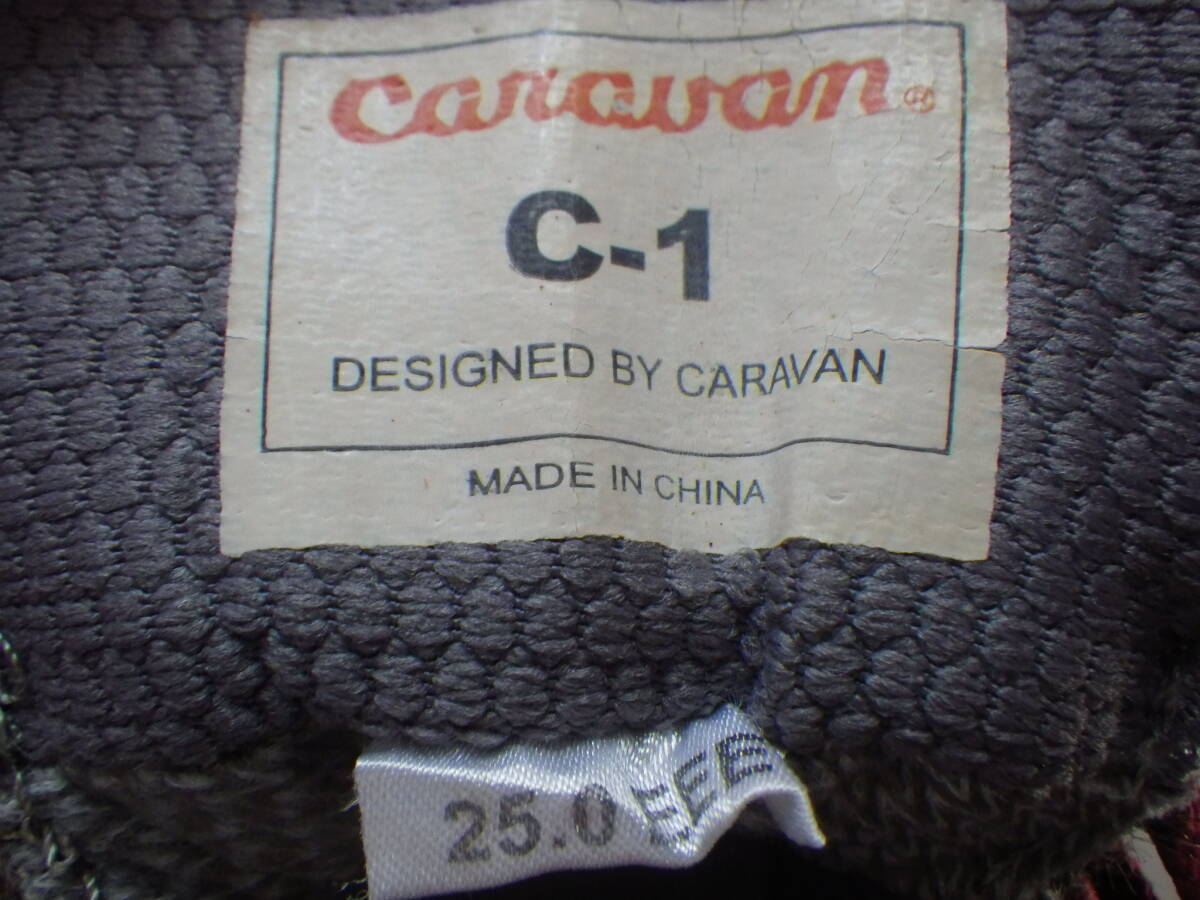 caravan®
C-1
DESIGNED BY CARAVAN
MADE IN CHINA
25.0 EEE